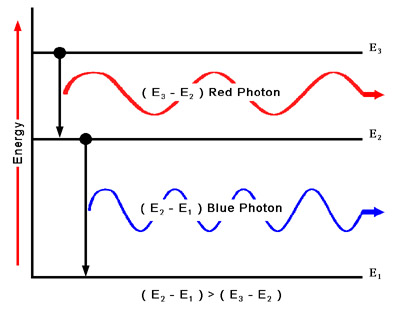 E₃
( E₃ - E₂ ) Red Photon
E₂
Energy
( E₂ - E₁ ) Blue Photon
E₁
( E₂ - E₁ ) > ( E₃ - E₂ )